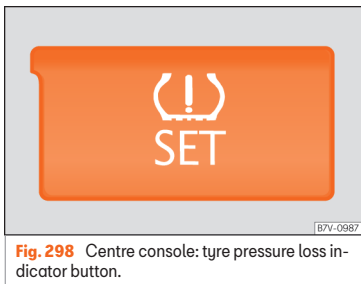 SET
B7V-0987
Fig. 298 Centre console: tyre pressure loss in-
dicator button.